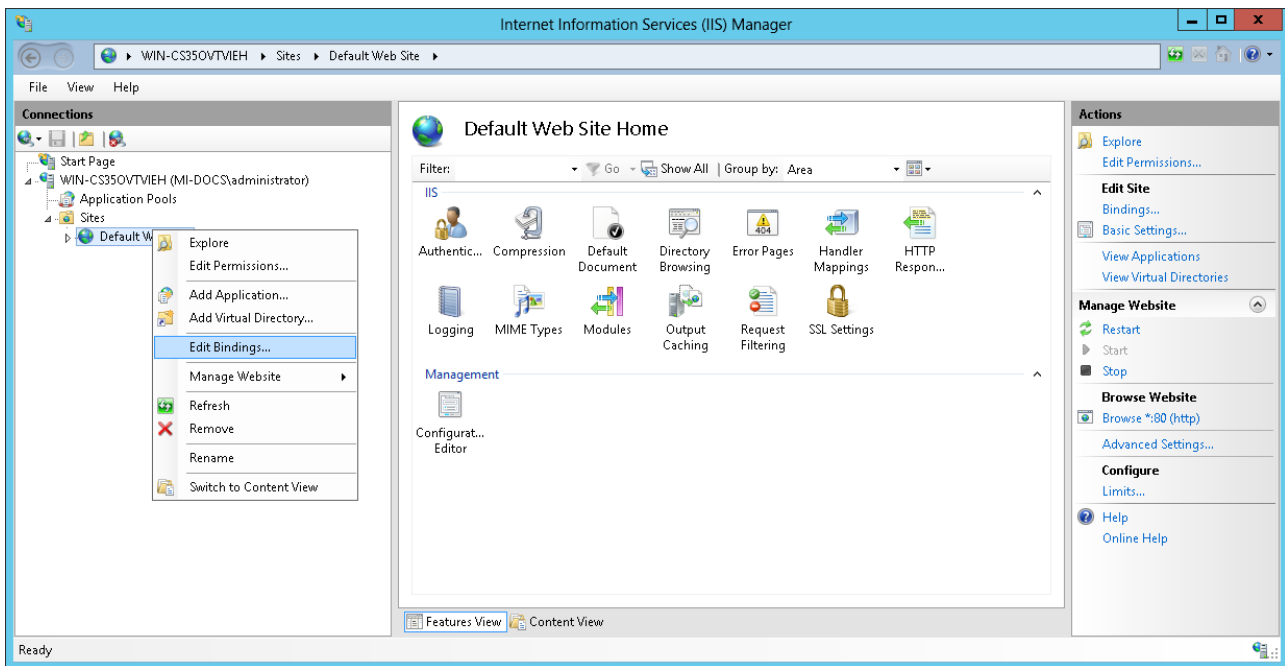 Internet Information Services (IIS) Manager
WIN-CS35OVTVIEH Sites Default Web Site
File View Help
Connections
Start Page
WIN-CS35OVTVIEH (MI-DOCS\administrator)
Application Pools
Sites
Default W
Explore
Edit Permissions...
Add Application...
Add Virtual Directory...
Edit Bindings...
Manage Website
Refresh
Remove
Rename
Switch to Content View
Default Web Site Home
Filter: Go Show All Group by: Area
IIS
Authentic... Compression Default Document Directory Browsing Error Pages 404 Handler Mappings HTTP Respon...
Logging MIME Types Modules Output Caching Request Filtering SSL Settings
Management
Configurat... Editor
Features View Content View
Actions
Explore
Edit Permissions...
Edit Site
Bindings...
Basic Settings...
View Applications
View Virtual Directories
Manage Website
Restart
Start
Stop
Browse Website
Browse *:80 (http)
Advanced Settings...
Configure
Limits...
Help
Online Help
Ready